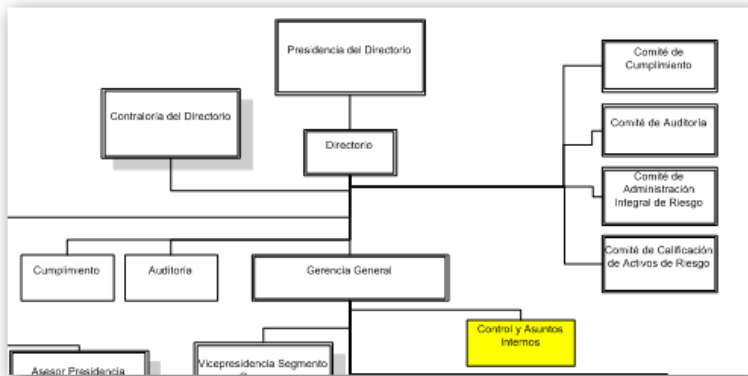 Presidencia del Directorio
Comité de
Cumplimiento
Contraloría del Directorio
Comité de Auditoría
Directorio
Comité de
Administración
Integral de Riesgo
Comité de Calificación
de Activos de Riesgo
Cumplimiento
Auditoría
Gerencia General
Control y Asuntos
Internos
Vicepresidencia Segmento
Asesor Presidencia